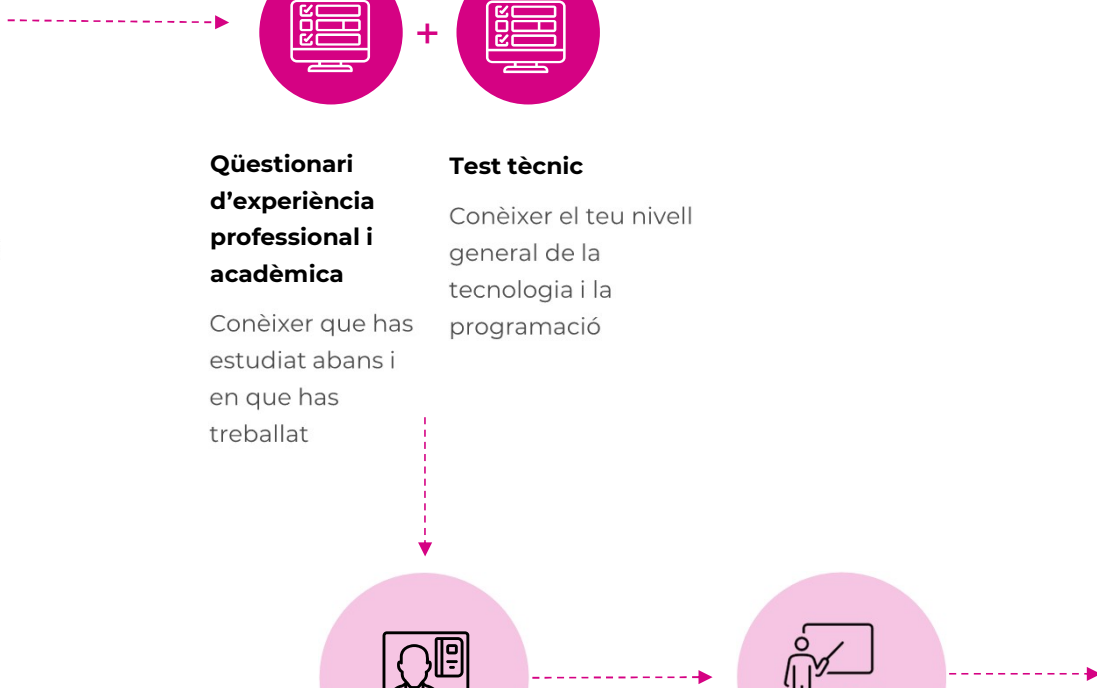 +
Qüestionari
d’experiència
professional i
acadèmica
Conèixer que has
estudiat abans i
en que has
treballat
Test tècnic
Conèixer el teu nivell
general de la
tecnologia i la
programació